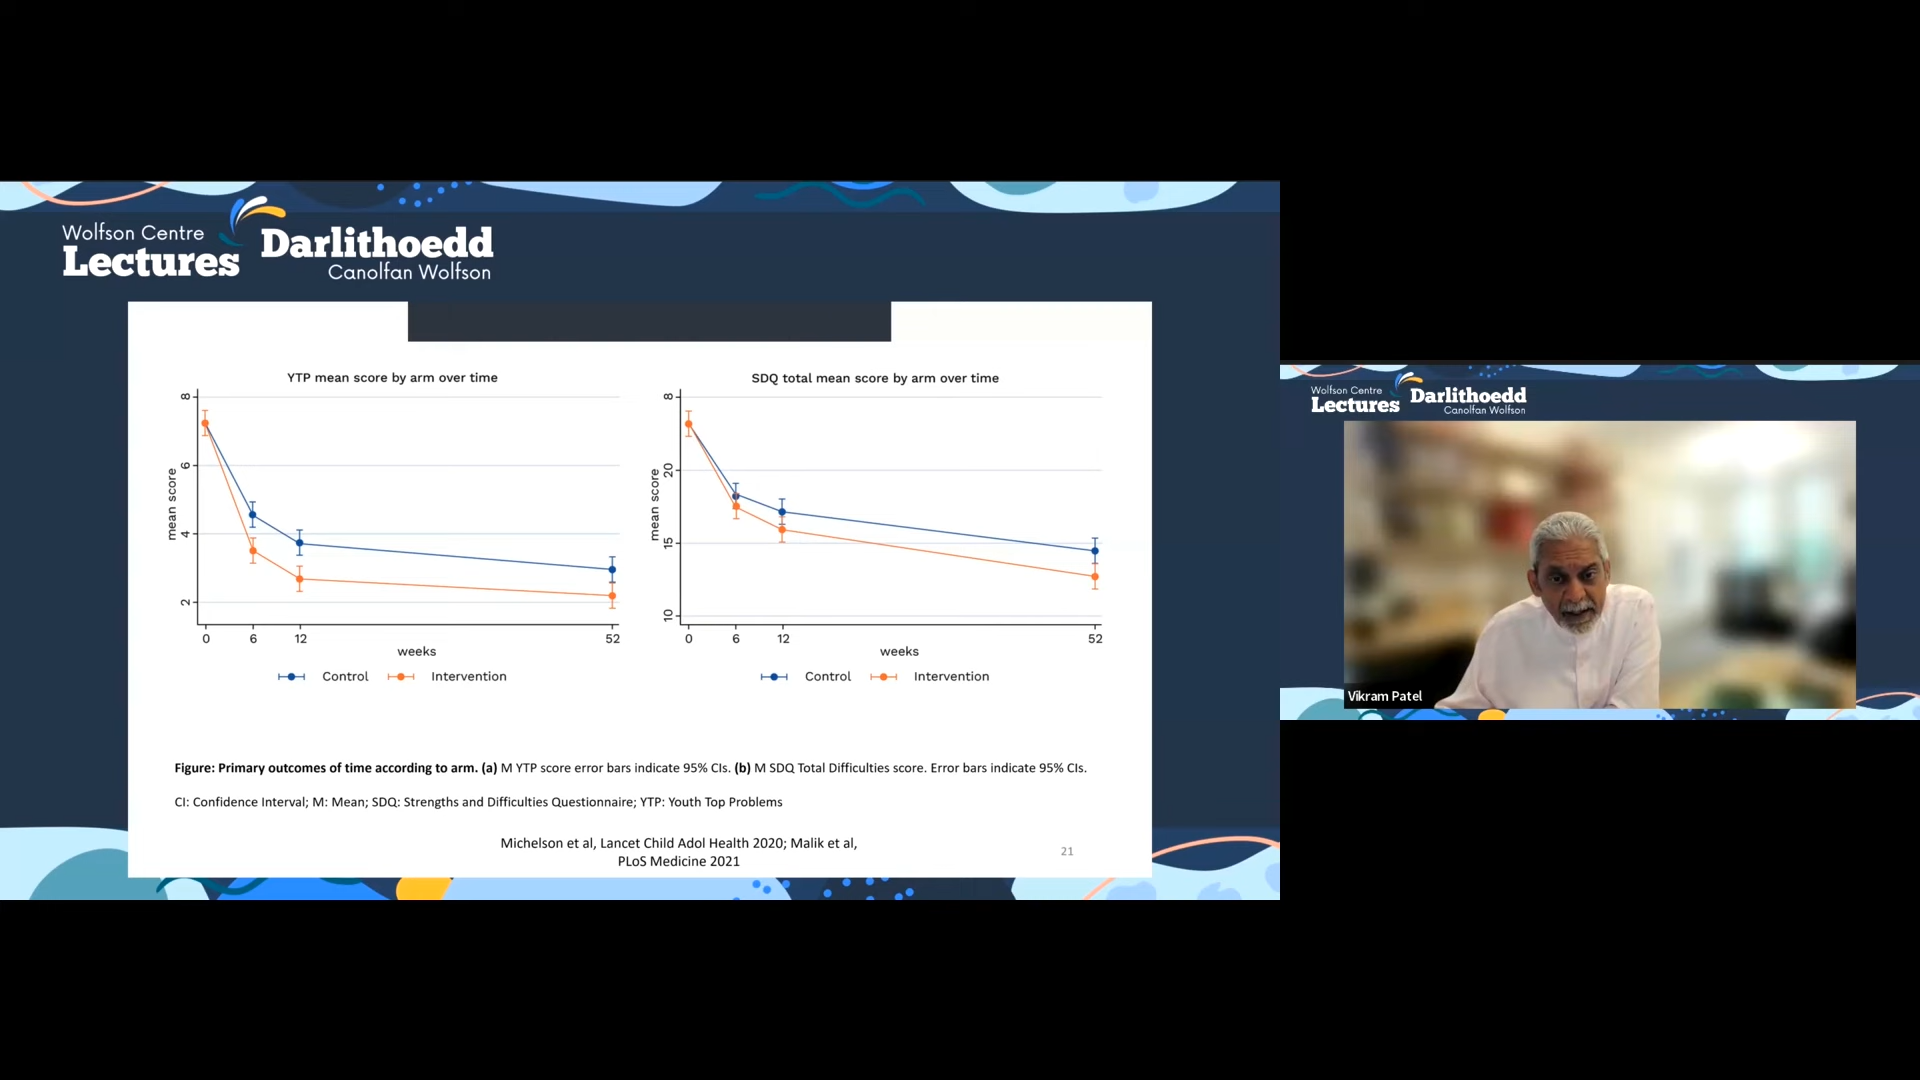 Wolfson Centre
Lectures
Darlithoedd
Canolfan Wolfson
YTP mean score by arm over time
8
6
4
2
mean score
0 6 12 52
weeks
Control Intervention
SDQ total mean score by arm over time
8
20
15
10
mean score
0 6 12 52
weeks
Control Intervention
Figure: Primary outcomes of time according to arm. (a) M YTP score error bars indicate 95% CIs. (b) M SDQ Total Difficulties score. Error bars indicate 95% CIs.
CI: Confidence Interval; M: Mean; SDQ: Strengths and Difficulties Questionnaire; YTP: Youth Top Problems
Michelson et al, Lancet Child Adol Health 2020; Malik et al,
PLoS Medicine 2021
21
Wolfson Centre
Lectures
Darlithoedd
Canolfan Wolfson
Vikram Patel